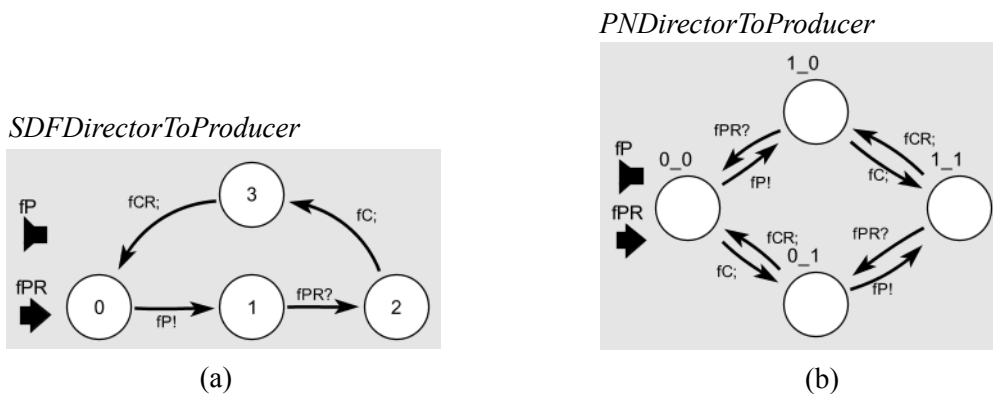 SDFDirectorToProducer
fP
fPR
fCR;
3
fC;
0
fP!
1
fPR?
2
(a)
PNDirectorToProducer
1_0
fP
fPR
0_0
fPR?
fP!
fCR;
fC;
1_1
fCR;
fC;
0_1
fPR?
fP!
(b)